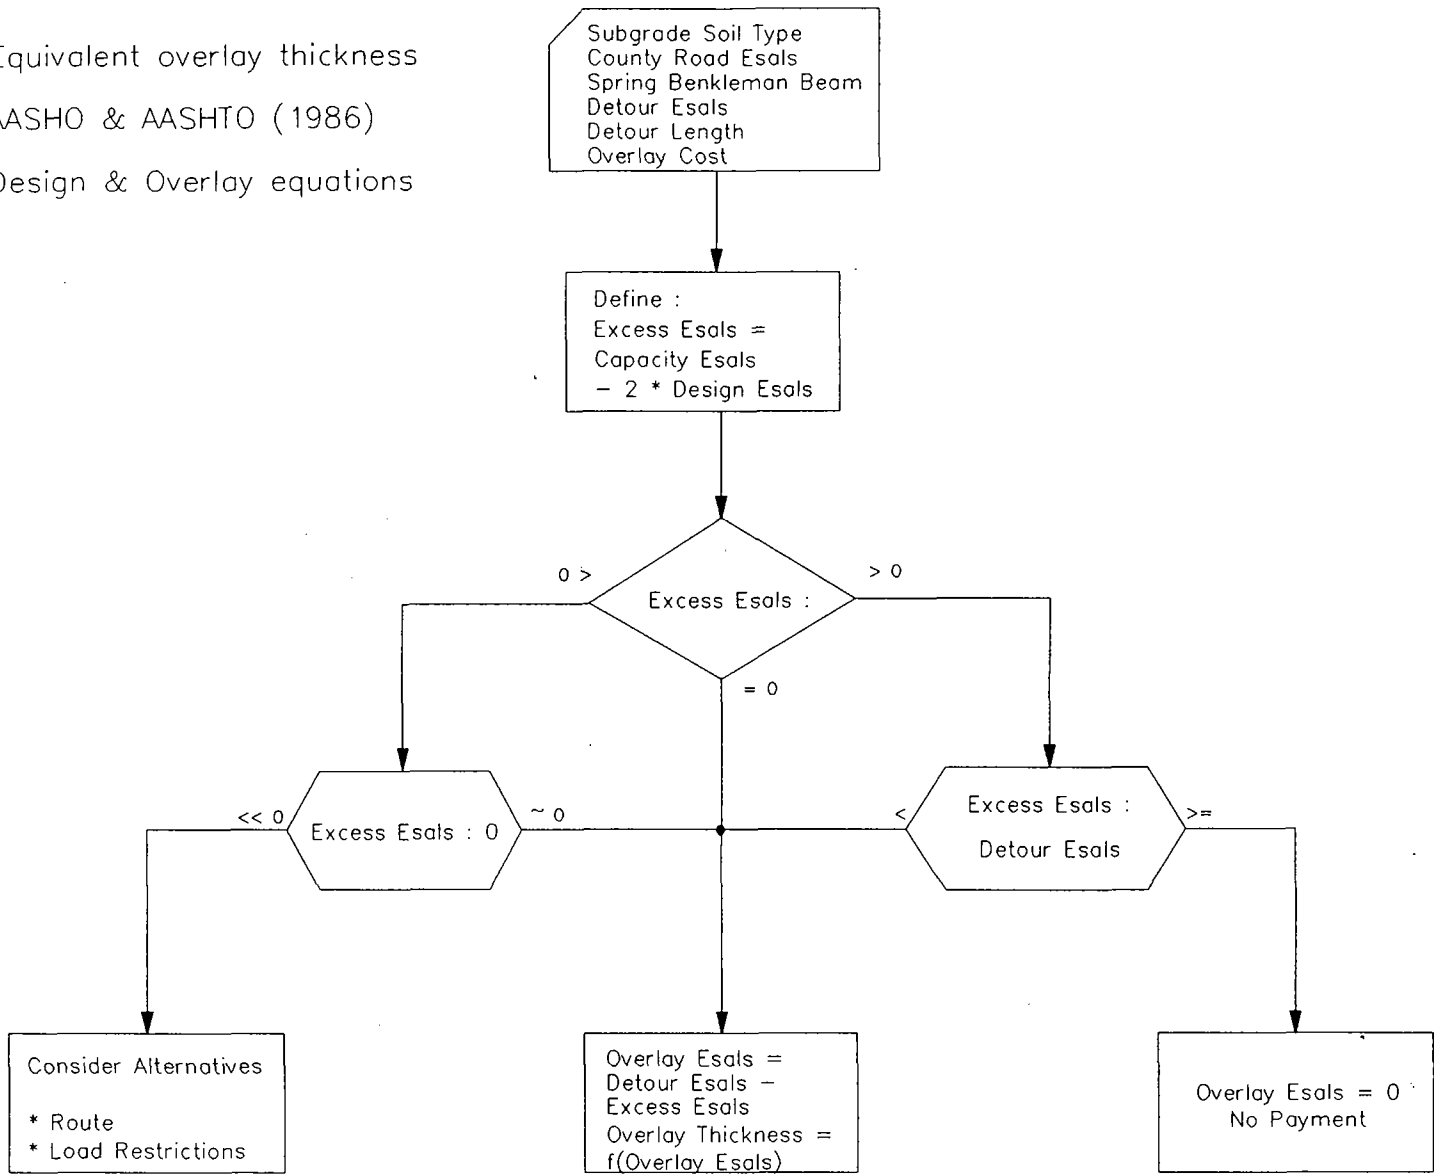 Equivalent overlay thickness
AASHO & AASHTO (1986)
Design & Overlay equations
Subgrade Soil Type
County Road Esals
Spring Benkleman Beam
Detour Esals
Detour Length
Overlay Cost
Define :
Excess Esals =
Capacity Esals
- 2 * Design Esals
0 >
> 0
Excess Esals :
= 0
<< 0
Excess Esals : 0
~ 0
<
Excess Esals :
Detour Esals
>=
Consider Alternatives
* Route
* Load Restrictions
Overlay Esals =
Detour Esals -
Excess Esals
Overlay Thickness =
f(Overlay Esals)
Overlay Esals = 0
No Payment